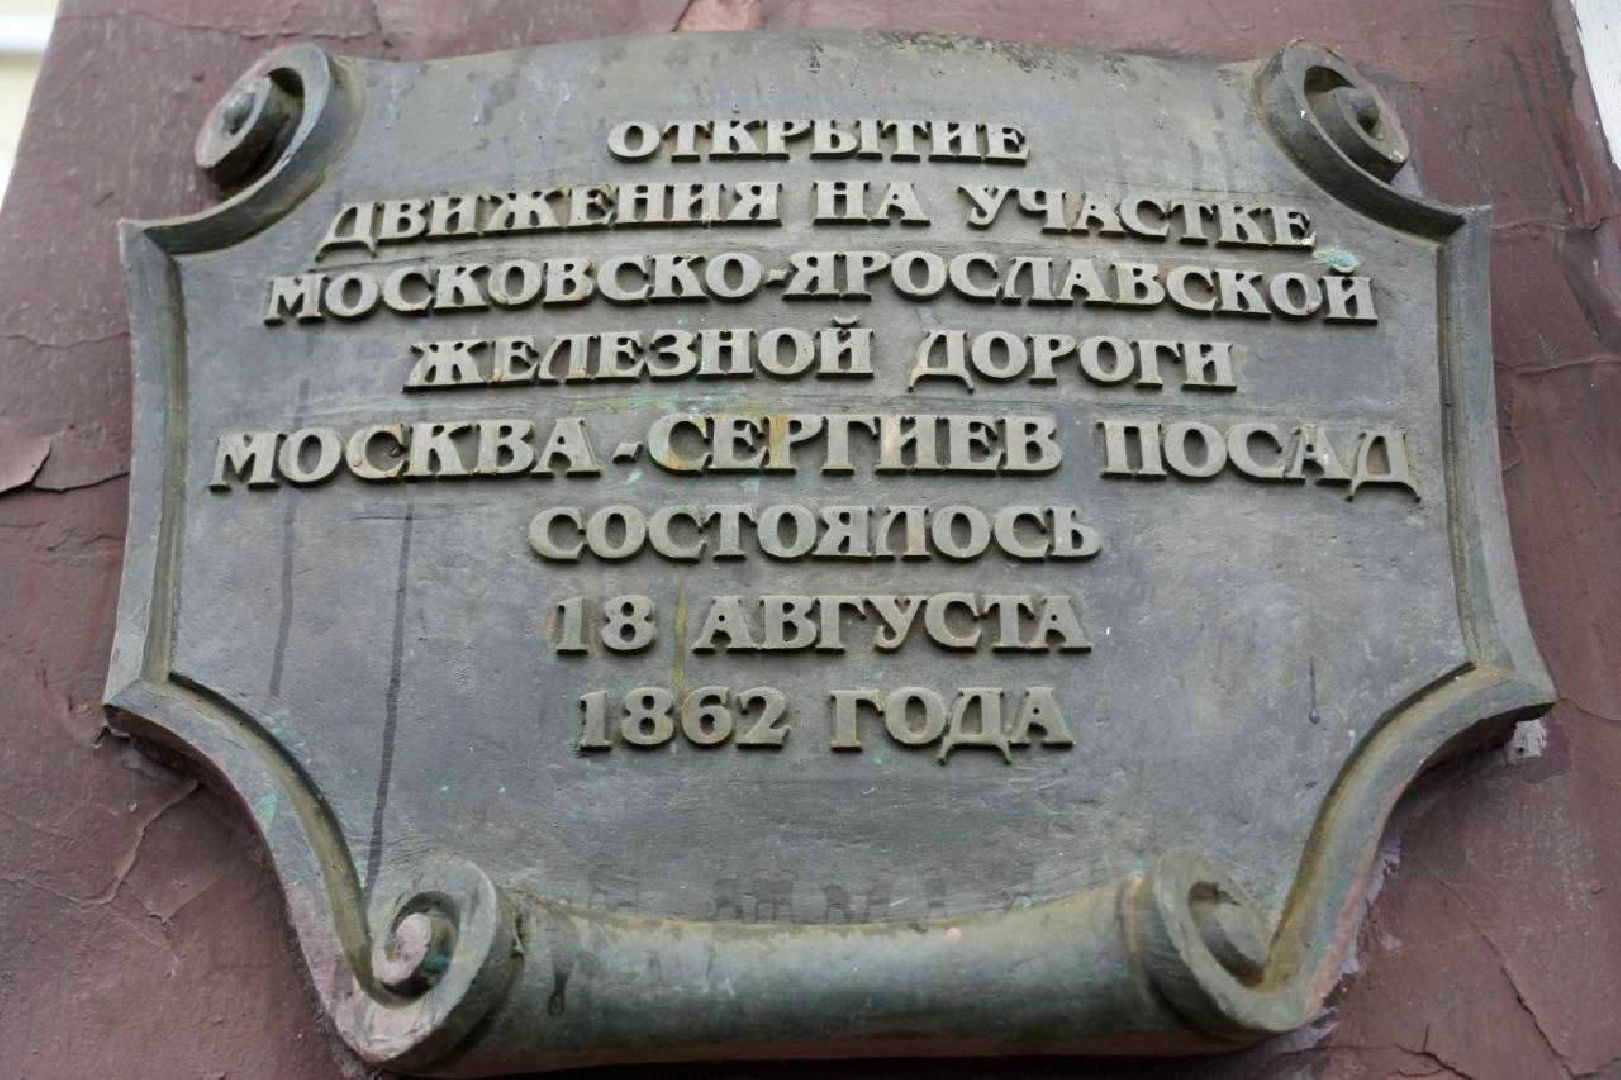 ОТКРЫТИЕ
ДВИЖЕНИЯ НА УЧАСТКЕ
МОСКОВСКО-ЯРОСЛАВСКОЙ
ЖЕЛЕЗНОЙ ДОРОГИ
МОСКВА-СЕРГИЕВ ПОСАД
СОСТОЯЛОСЬ
18 АВГУСТА
1862 ГОДА